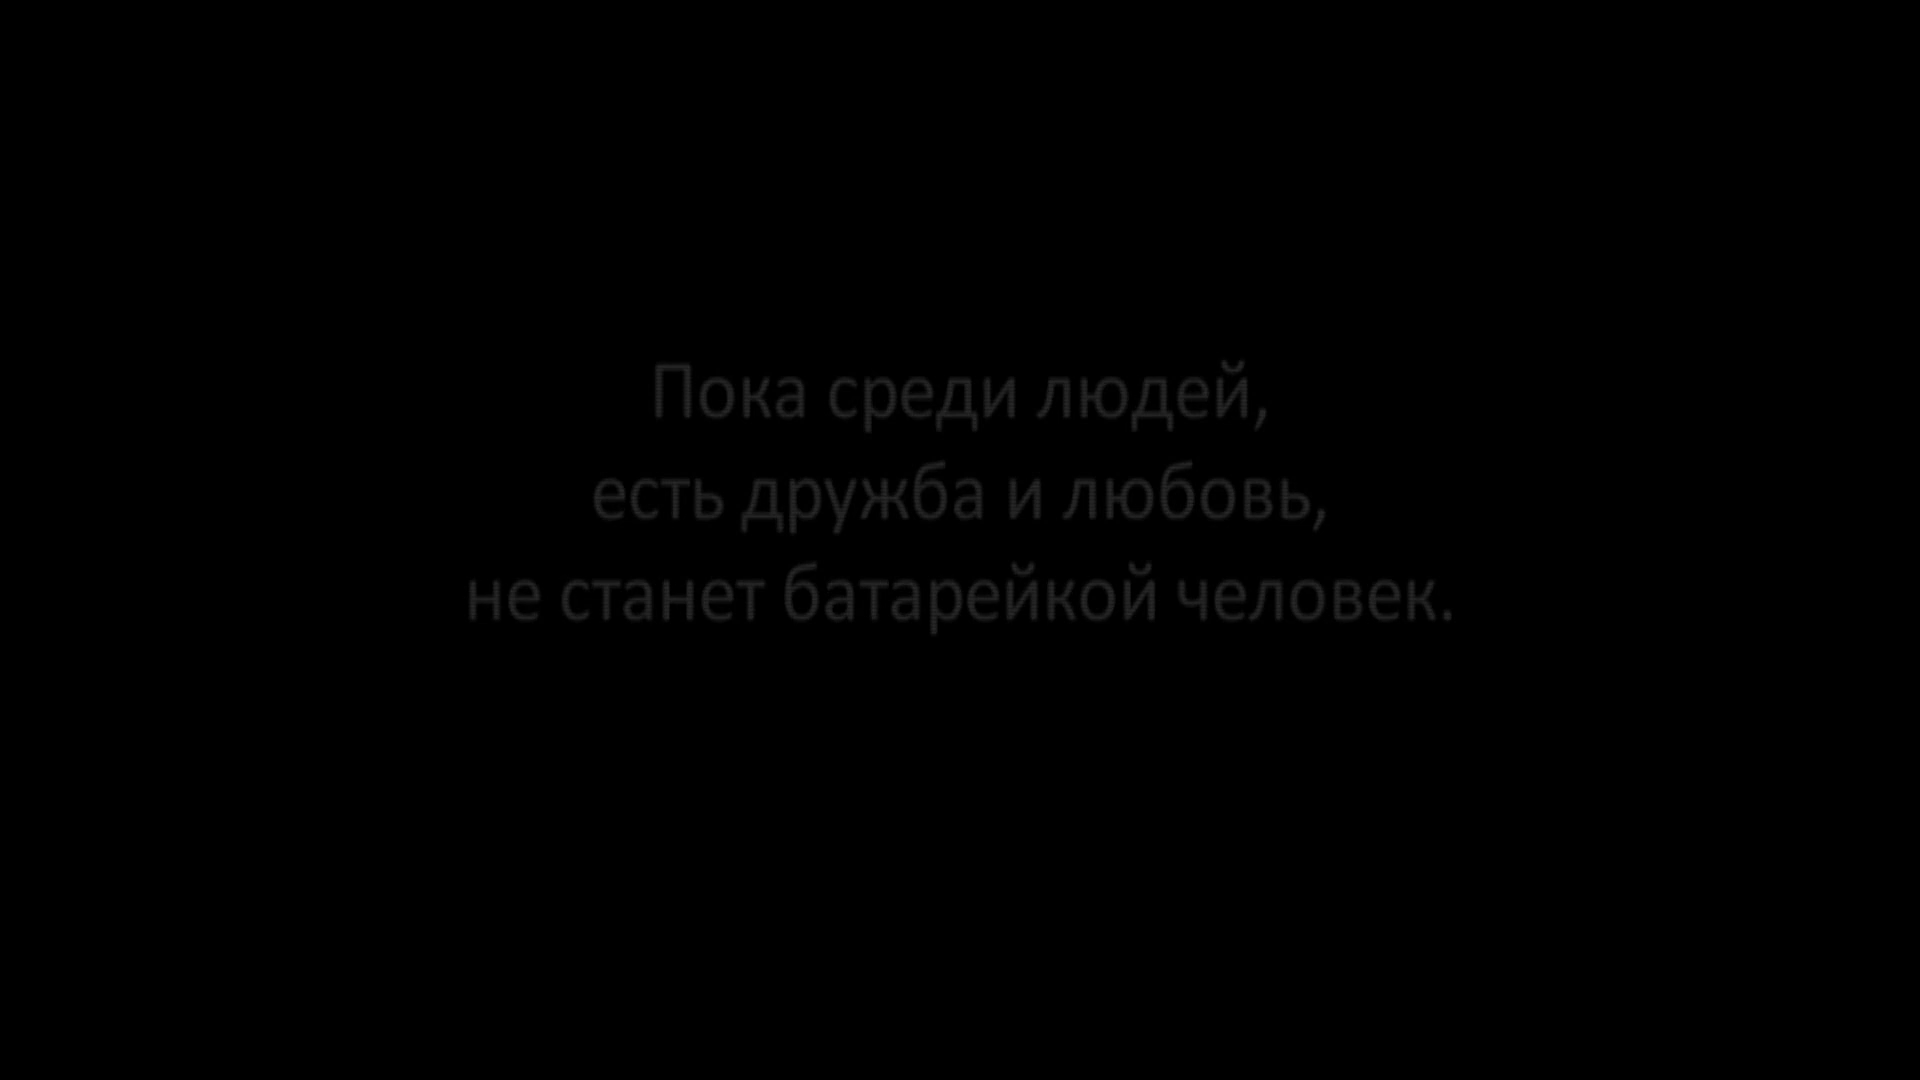 Пока среди людей,
есть дружба и любовь,
не станет батарейкой человек.